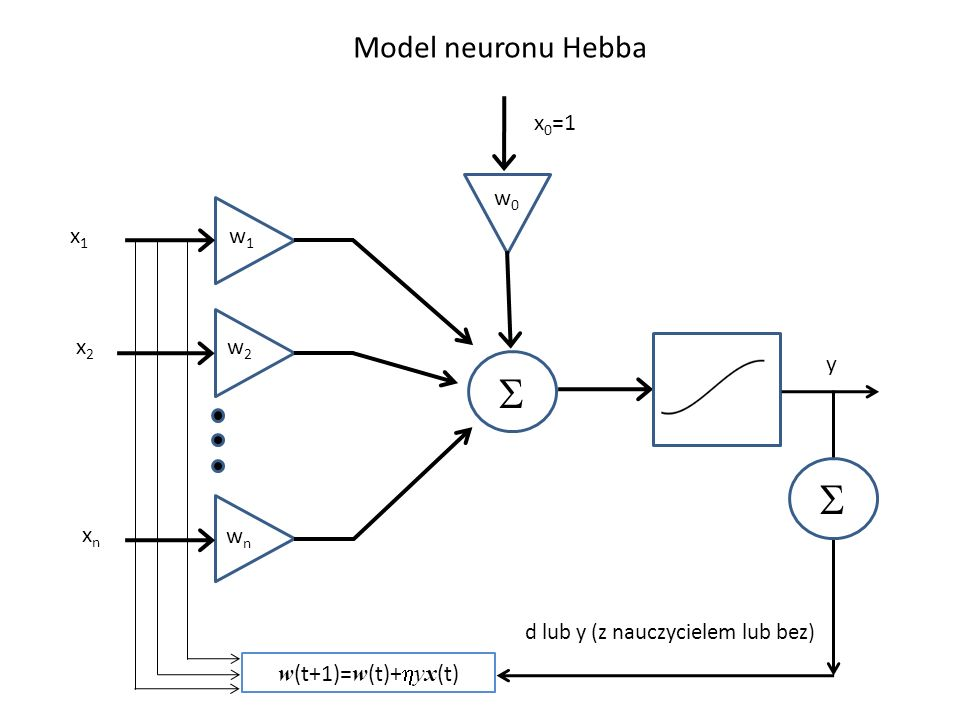 Model neuronu Hebba
x₀=1
w₀
x₁
w₁
x₂
w₂
Σ
y
Σ
xₙ
wₙ
d lub y (z nauczycielem lub bez)
w(t+1)=w(t)+ηyx(t)